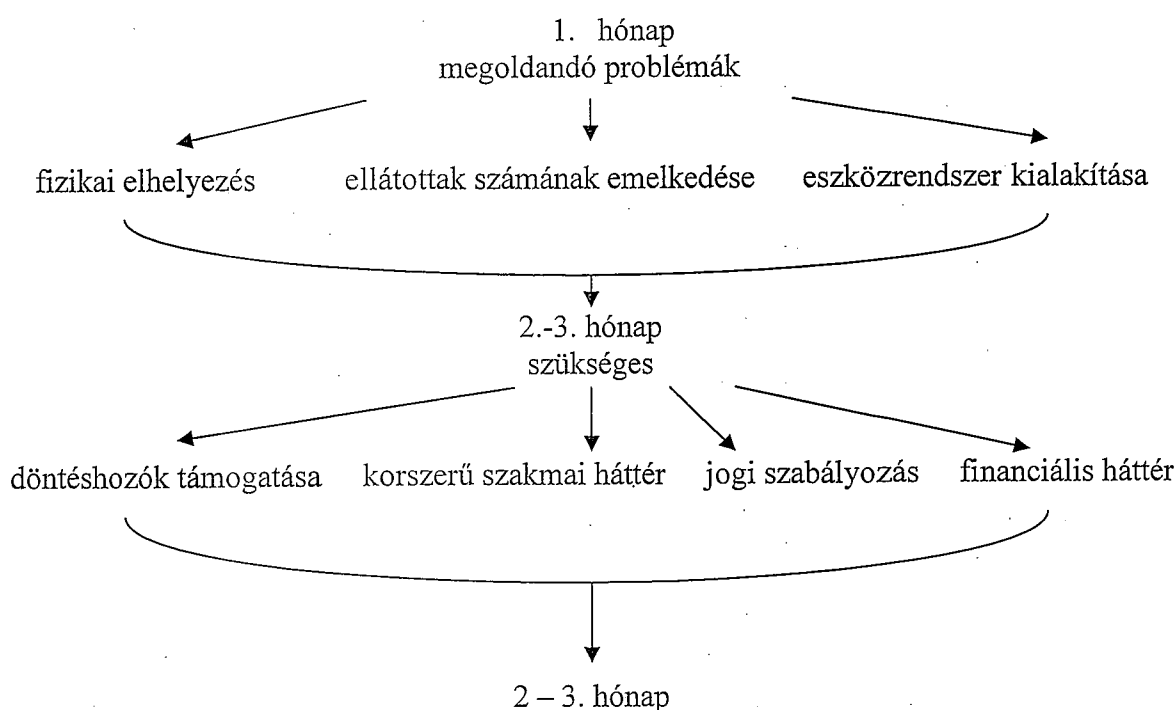 1. hónap
megoldandó problémák
fizikai elhelyezés ellátottak számának emelkedése eszközrendszer kialakítása
2.-3. hónap
szükséges
döntéshozók támogatása korszerű szakmai háttér jogi szabályozás financiális háttér
2 – 3. hónap